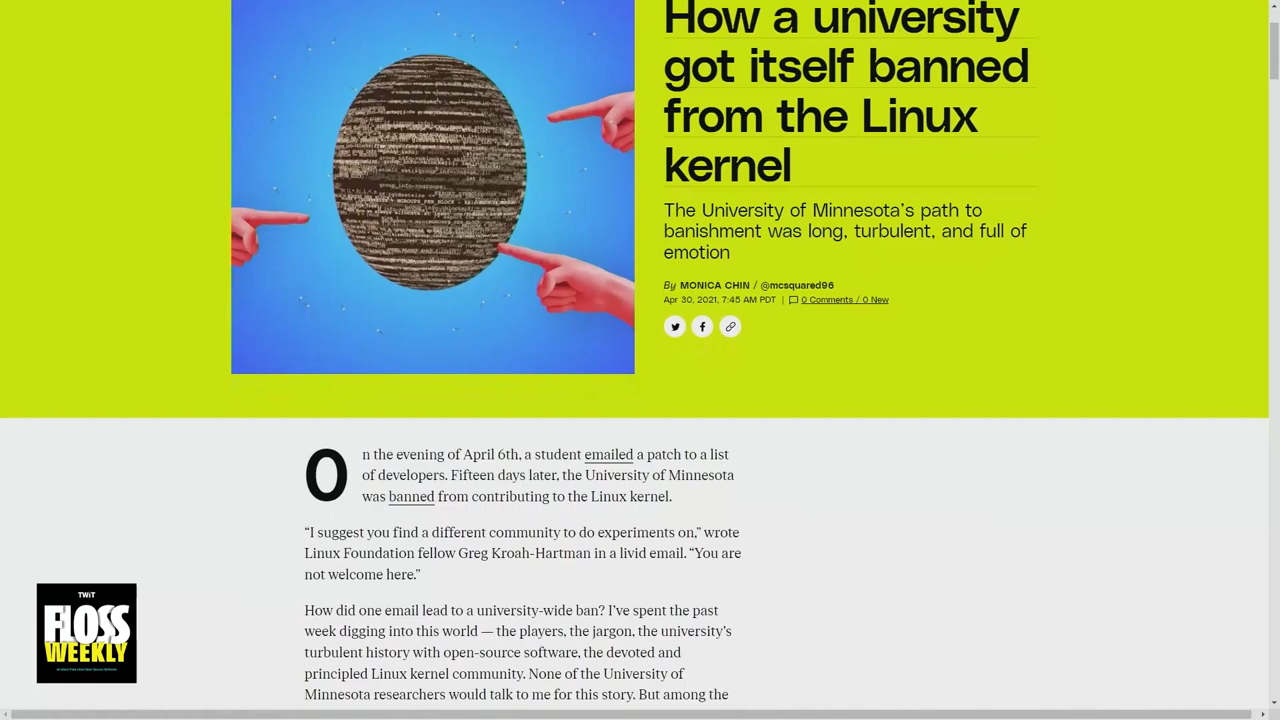 How a university
got itself banned
from the Linux
kernel
The University of Minnesota’s path to
banishment was long, turbulent, and full of
emotion
By MONICA CHIN / @mcsquared96
Apr 30, 2021, 7:45 AM PDT | 0 Comments / 0 New
On the evening of April 6th, a student emailed a patch to a list
of developers. Fifteen days later, the University of Minnesota
was banned from contributing to the Linux kernel.
“I suggest you find a different community to do experiments on,” wrote
Linux Foundation fellow Greg Kroah-Hartman in a livid email. “You are
not welcome here.”
How did one email lead to a university-wide ban? I’ve spent the past
week digging into this world — the players, the jargon, the university’s
turbulent history with open-source software, the devoted and
principled Linux kernel community. None of the University of
Minnesota researchers would talk to me for this story. But among the
TWiT
FLOSS
WEEKLY